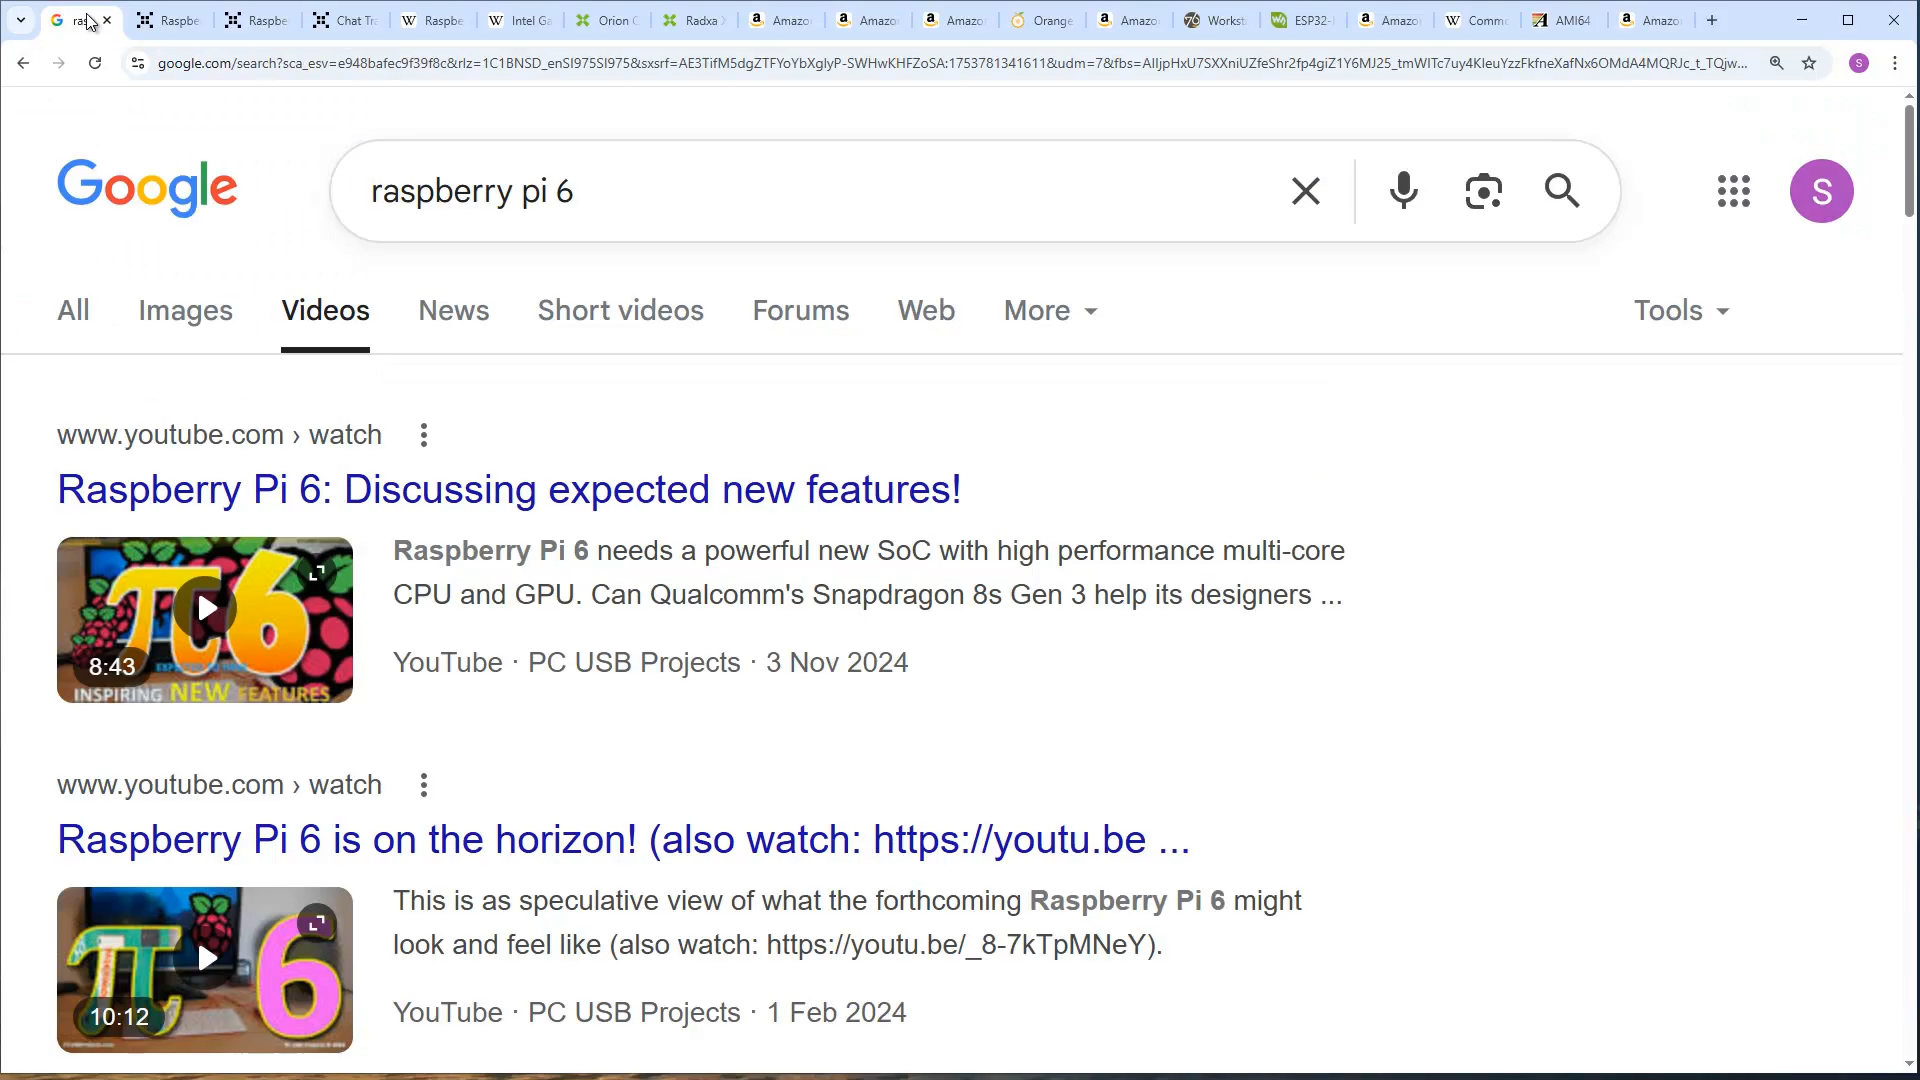 ras
Raspbe
Raspbe
Chat Tr
Raspbe
Intel Ga
Orion O
Radxa
Amazo
Amazo
Amazo
Orange
Amazo
Workst
ESP32-
Amazo
Commo
AMI64
Amazo
google.com/search?sca_esv=e948bafec9f39f8c&rlz=1C1BNSD_enSI975SI975&sxsrf=AE3TifM5dgZTFYoYbXglyP-SWHwKHFZoSA:1753781341611&udm=7&fbs=AIIjpHxU7SXXniUZfeShr2fp4giZ1Y6MJ25_tmWITc7uy4KIeuYzzFkfneXafNx6OMdA4MQRJc_t_TQjw...
S
Google
raspberry pi 6
S
All Images Videos News Short videos Forums Web More Tools
www.youtube.com › watch
Raspberry Pi 6: Discussing expected new features!
π6
8:43
INSPIRING NEW FEATURES
Raspberry Pi 6 needs a powerful new SoC with high performance multi-core
CPU and GPU. Can Qualcomm's Snapdragon 8s Gen 3 help its designers ...
YouTube · PC USB Projects · 3 Nov 2024
www.youtube.com › watch
Raspberry Pi 6 is on the horizon! (also watch: https://youtu.be ...
π 6
10:12
This is as speculative view of what the forthcoming Raspberry Pi 6 might
look and feel like (also watch: https://youtu.be/_8-7kTpMNeY).
YouTube · PC USB Projects · 1 Feb 2024